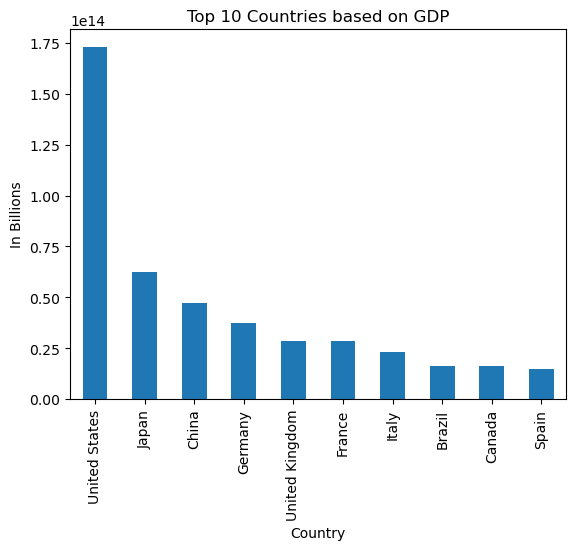 Top 10 Countries based on GDP
1e14
1.75
1.50
1.25
1.00
0.75
0.50
0.25
0.00
In Billions
United States
Japan
China
Germany
United Kingdom
France
Italy
Brazil
Canada
Spain
Country